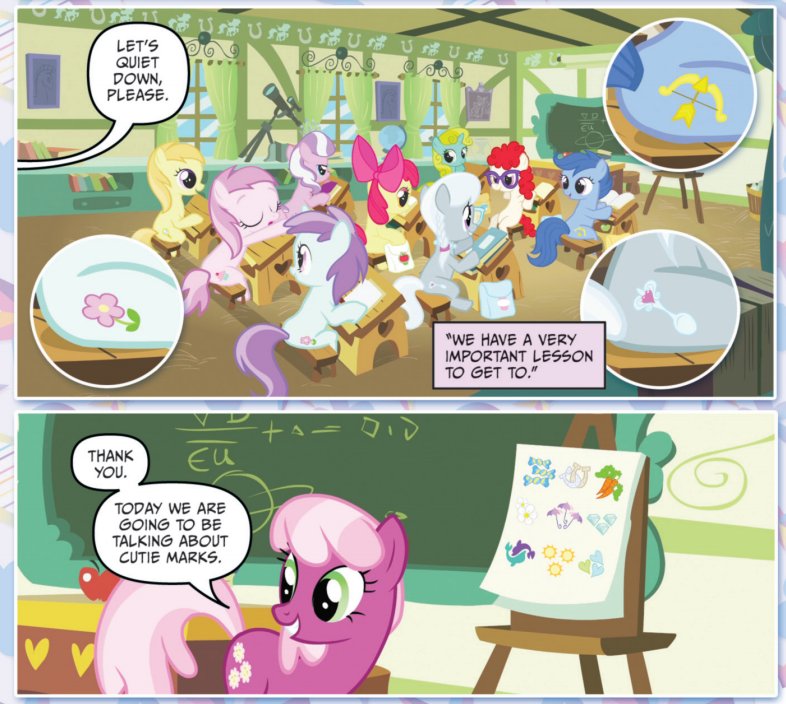 LET'S
QUIET
DOWN,
PLEASE.
"WE HAVE A VERY
IMPORTANT LESSON
TO GET TO."
THANK
YOU.
TODAY WE ARE
GOING TO BE
TALKING ABOUT
CUTIE MARKS.